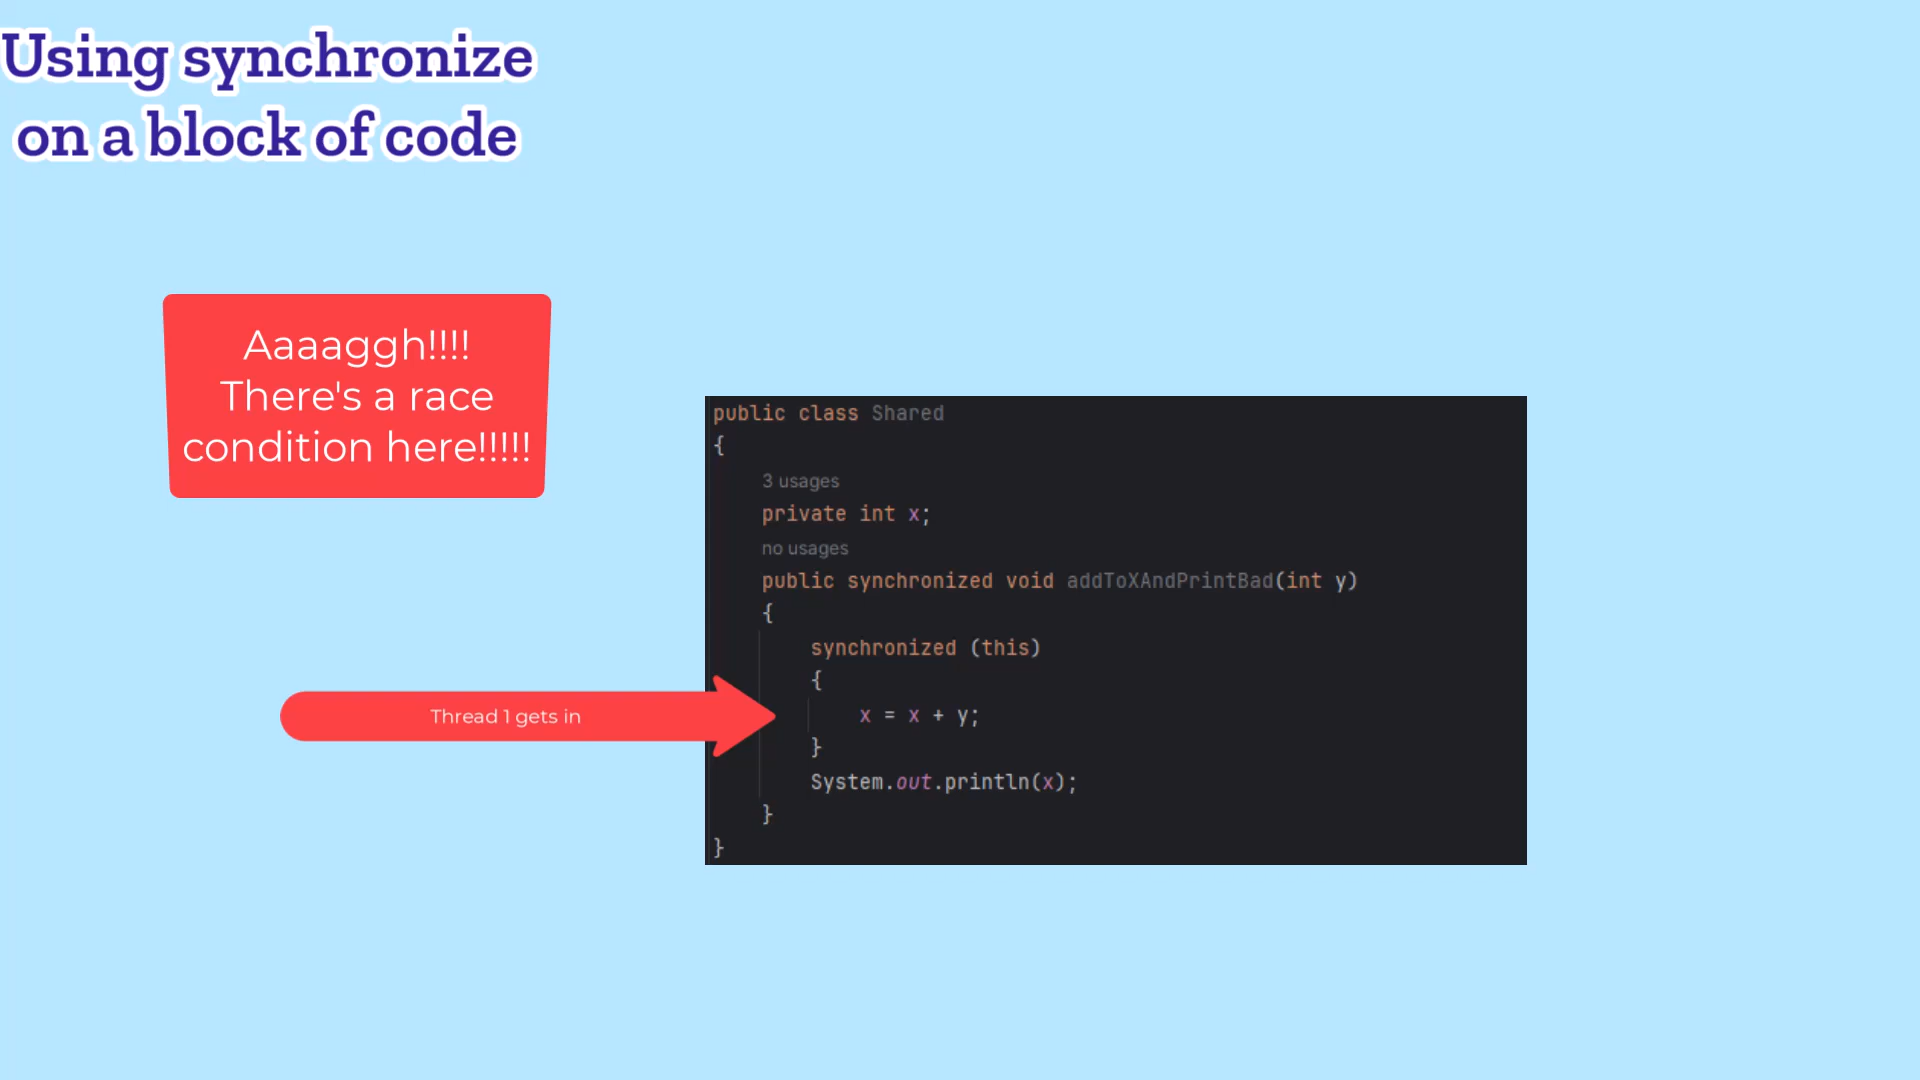 Using synchronize
on a block of code
Aaaaggh!!!!
There's a race
condition here!!!!!
Thread 1 gets in
public class Shared
{
3 usages
private int x;
no usages
public synchronized void addToXAndPrintBad(int y)
{
synchronized (this)
{
x = x + y;
}
System.out.println(x);
}
}